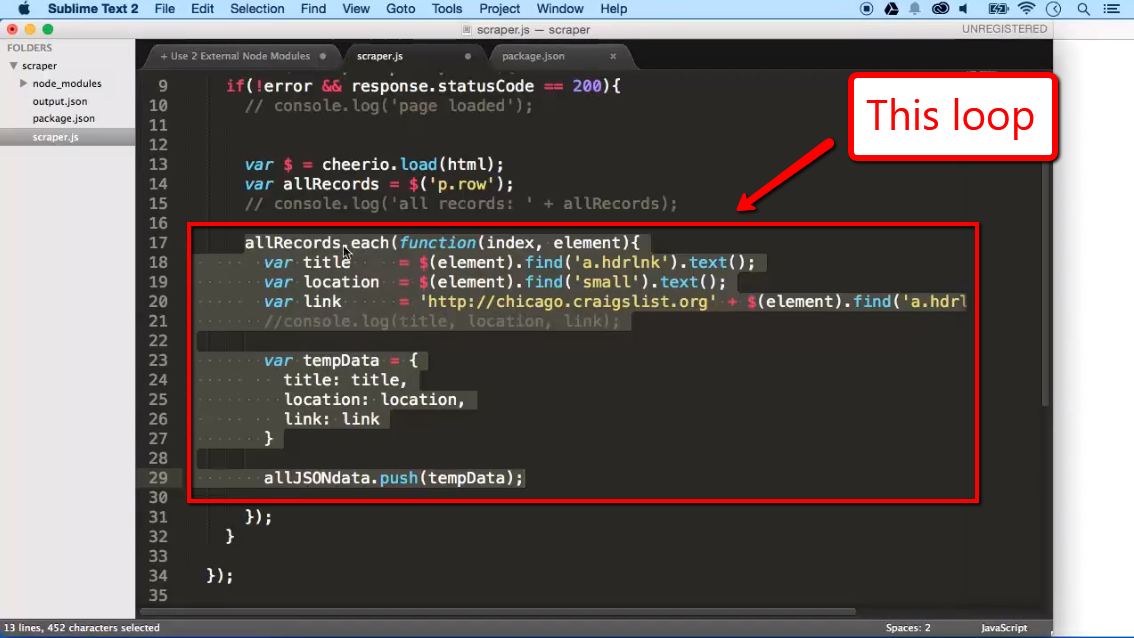 Sublime Text 2 File Edit Selection Find View Goto Tools Project Window Help
scraper.js — scraper
UNREGISTERED
FOLDERS
scraper
node_modules
output.json
package.json
scraper.js
+ Use 2 External Node Modules
scraper.js
package.json
This loop
9 if(!error && response.statusCode == 200){
10 // console.log('page loaded');
11
12
13 var $ = cheerio.load(html);
14 var allRecords = $('p.row');
15 // console.log('all records: ' + allRecords);
16
17 allRecords.each(function(index, element){
18 var title = $(element).find('a.hdrlnk').text();
19 var location = $(element).find('small').text();
20 var link = 'http://chicago.craigslist.org' + $(element).find('a.hdrl
21 //console.log(title, location, link);
22
23 var tempData = {
24 title: title,
25 location: location,
26 link: link
27 }
28
29 allJSONdata.push(tempData);
30
31 });
32 }
33
34 });
35
13 lines, 452 characters selected
Spaces: 2
JavaScript